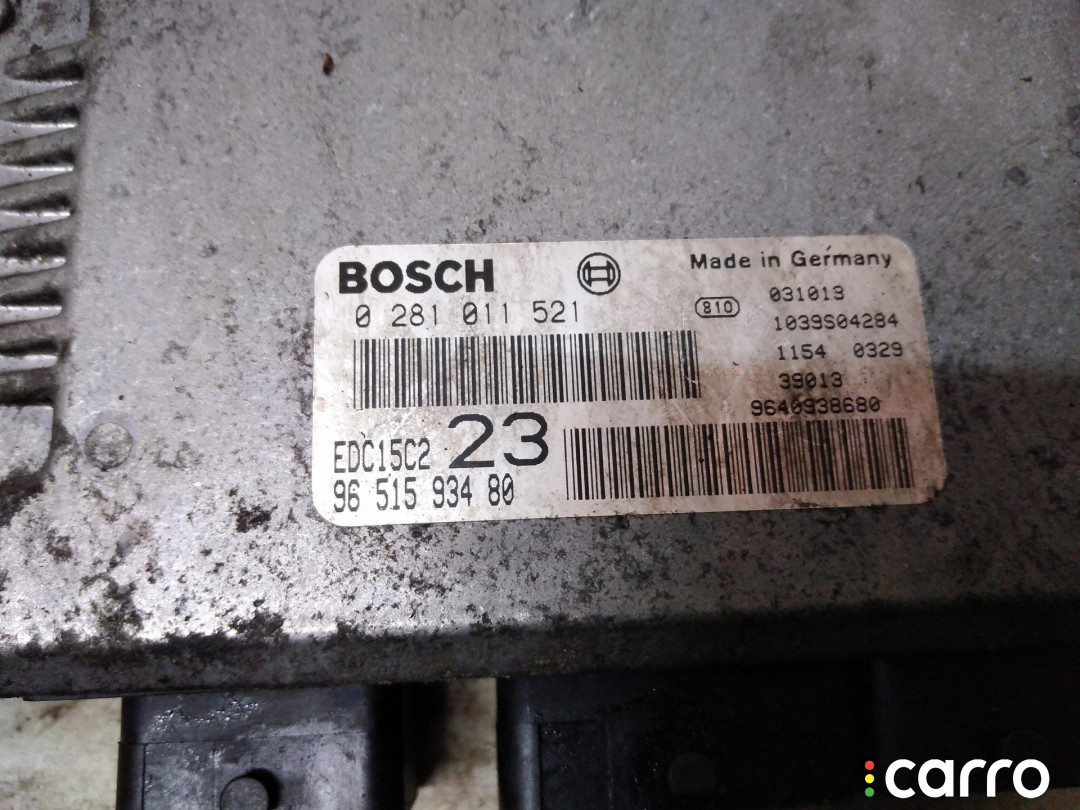 BOSCH
Made in Germany
0 281 011 521
810
031013
1039S04284
1154 0329
39013
9640938680
EDC15C2 23
96 515 934 80
carro